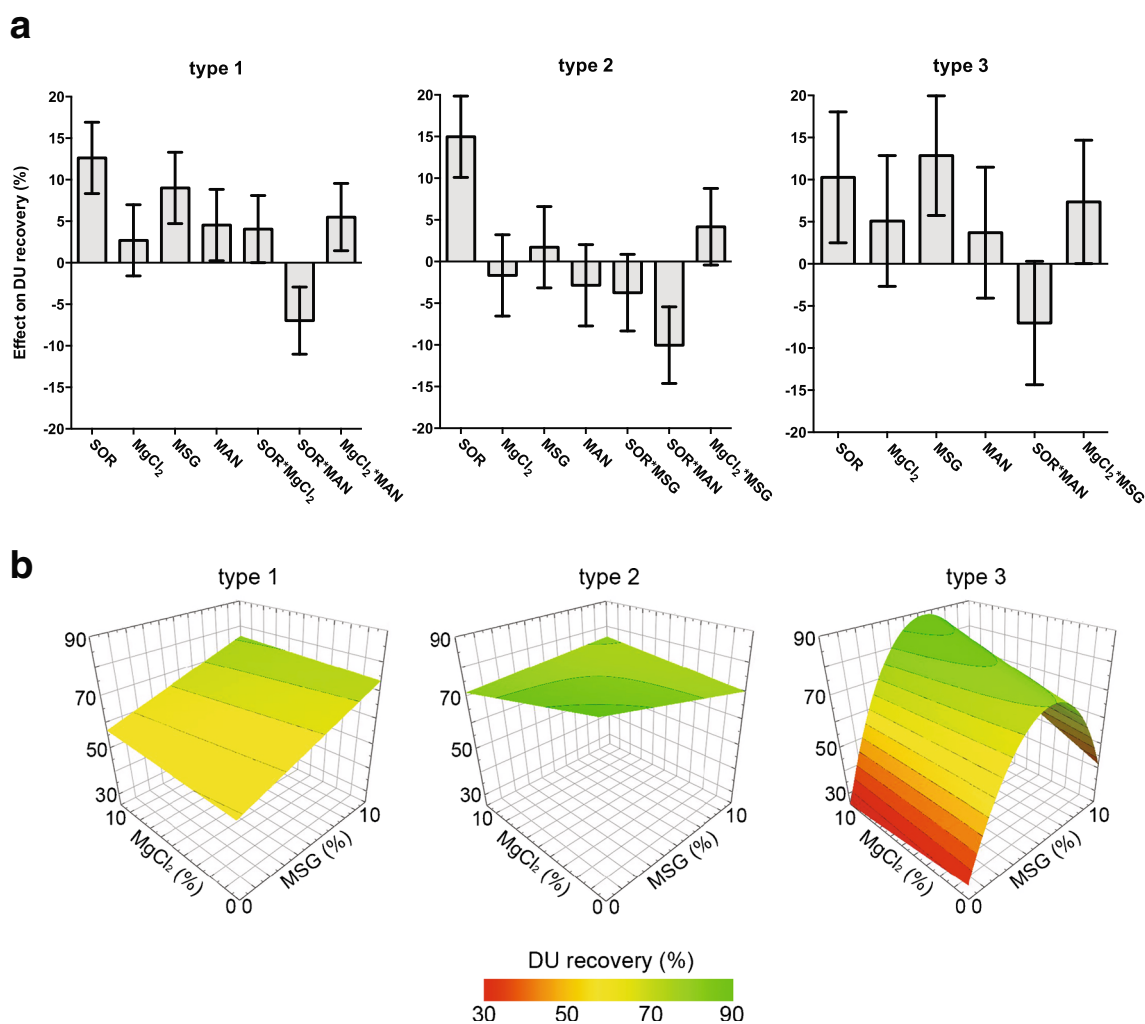 a
type 1
type 2
type 3
Effect on DU recovery (%)
20
15
10
5
0
-5
-10
-15
-20
SOR
MgCl₂
MSG
MAN
SOR*MgCl₂
SOR*MAN
MgCl₂*MAN
20
15
10
5
0
-5
-10
-15
-20
SOR
MgCl₂
MSG
MAN
SOR*MSG
SOR*MAN
MgCl₂*MSG
20
15
10
5
0
-5
-10
-15
-20
SOR
MgCl₂
MSG
MAN
SOR*MAN
MgCl₂*MSG
b
type 1
90
70
50
30
10
MgCl₂ (%)
0 0
MSG (%)
10
type 2
90
70
50
30
10
MgCl₂ (%)
0 0
MSG (%)
10
type 3
90
70
50
30
10
MgCl₂ (%)
0 0
MSG (%)
10
DU recovery (%)
30 50 70 90